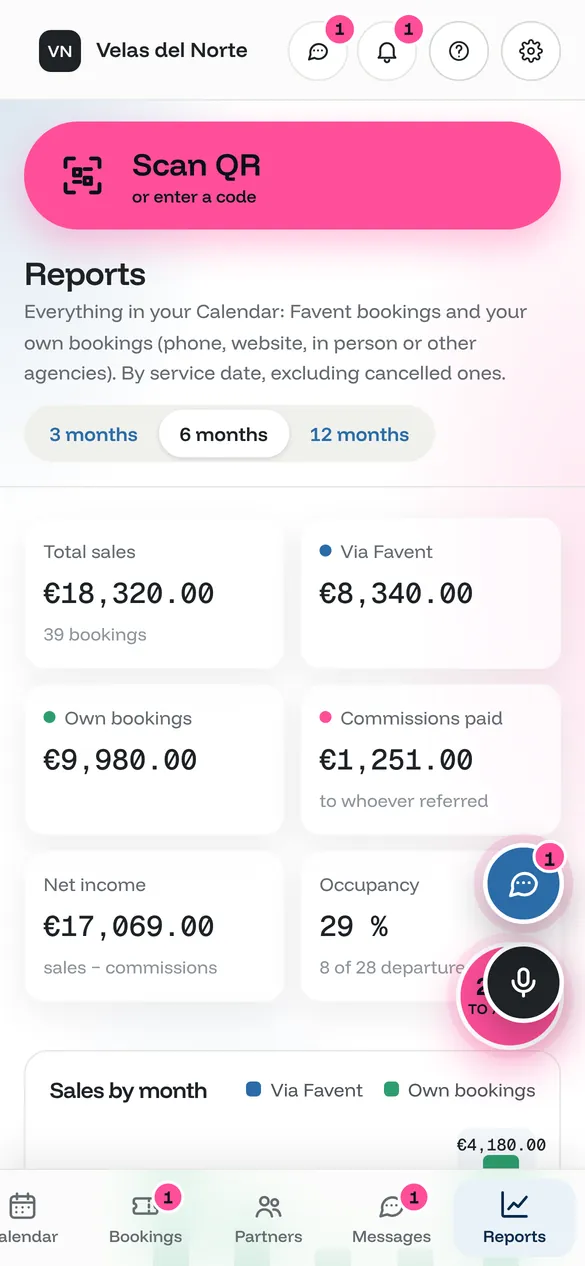 VN
Velas del Norte
1
1
Scan QR
or enter a code
Reports
Everything in your Calendar: Favent bookings and your
own bookings (phone, website, in person or other
agencies). By service date, excluding cancelled ones.
3 months
6 months
12 months
Total sales
€18,320.00
39 bookings
Via Favent
€8,340.00
Own bookings
€9,980.00
Commissions paid
€1,251.00
to whoever referred
1
Net income
€17,069.00
sales − commissions
Occupancy
29 %
8 of 28 departure
TO
Sales by month
Via Favent
Own bookings
€4,180.00
alendar
1
Bookings
Partners
1
Messages
Reports